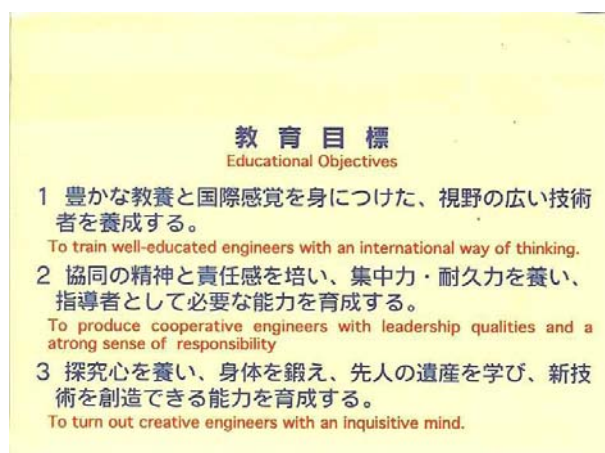 教育目標
Educational Objectives
1 豊かな教養と国際感覚を身につけた、視野の広い技術
者を養成する。
To train well-educated engineers with an international way of thinking.
2 協同の精神と責任感を培い、集中力・耐久力を養い、
指導者として必要な能力を育成する。
To produce cooperative engineers with leadership qualities and a
atrong sense of responsibility
3 探究心を養い、身体を鍛え、先人の遺産を学び、新技
術を創造できる能力を育成する。
To turn out creative engineers with an inquisitive mind.